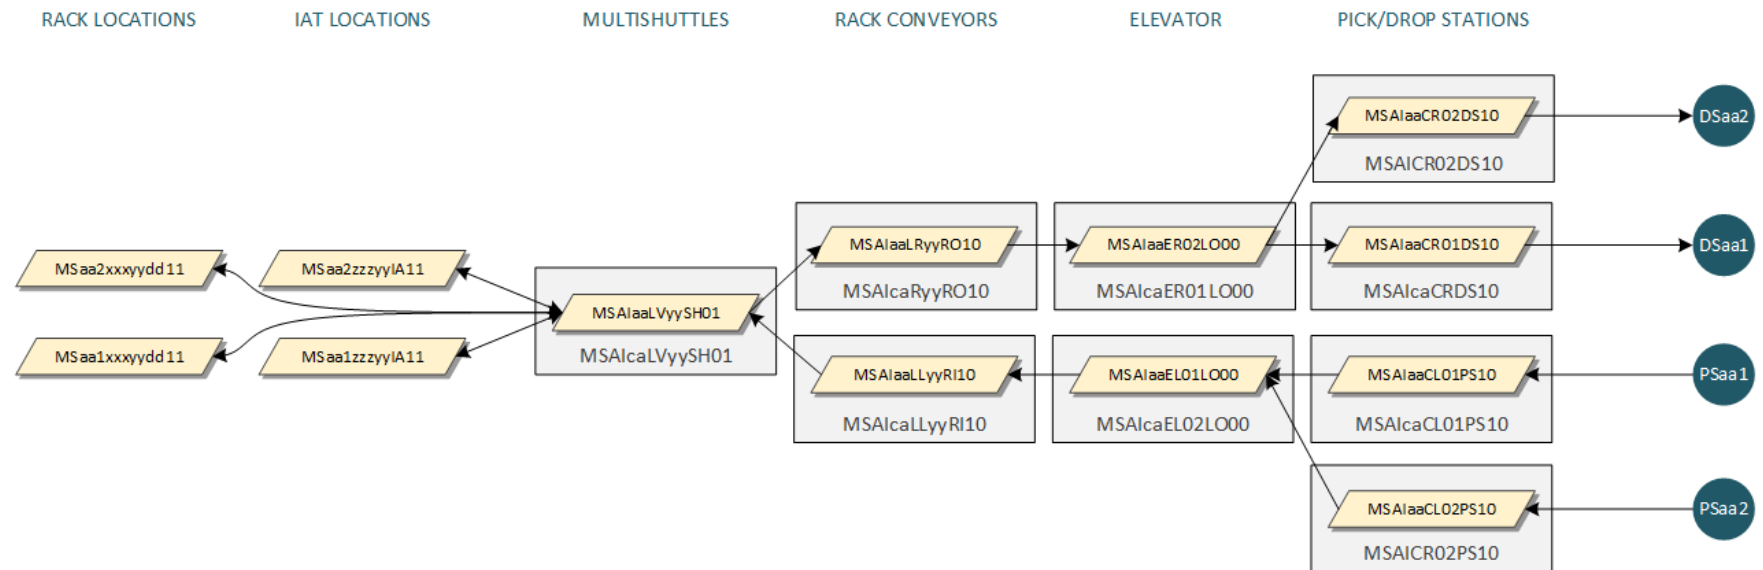 RACK LOCATIONS
IAT LOCATIONS
MULTISHUTTLES
RACK CONVEYORS
ELEVATOR
PICK/DROP STATIONS
MSAIaaCR02DS10
MSAICR02DS10
DSaa2
MSaa2xxxyydd11
MSaa2zzzyyIA11
MSAIaaLRyyRO10
MSAIcaRyyRO10
MSAIaaER02LO00
MSAIcaER01LO00
MSAIaaCR01DS10
MSAIcaCRDS10
DSaa1
MSAIaaLVyySH01
MSAIcaLVyySH01
MSaa1xxxyydd11
MSaa1zzzyyIA11
MSAIaaLLyyRI10
MSAIcaLLyyRI10
MSAIaaEL01LO00
MSAIcaEL02LO00
MSAIaaCL01PS10
MSAIcaCL01PS10
PSaa1
MSAIaaCL02PS10
MSAICR02PS10
PSaa2